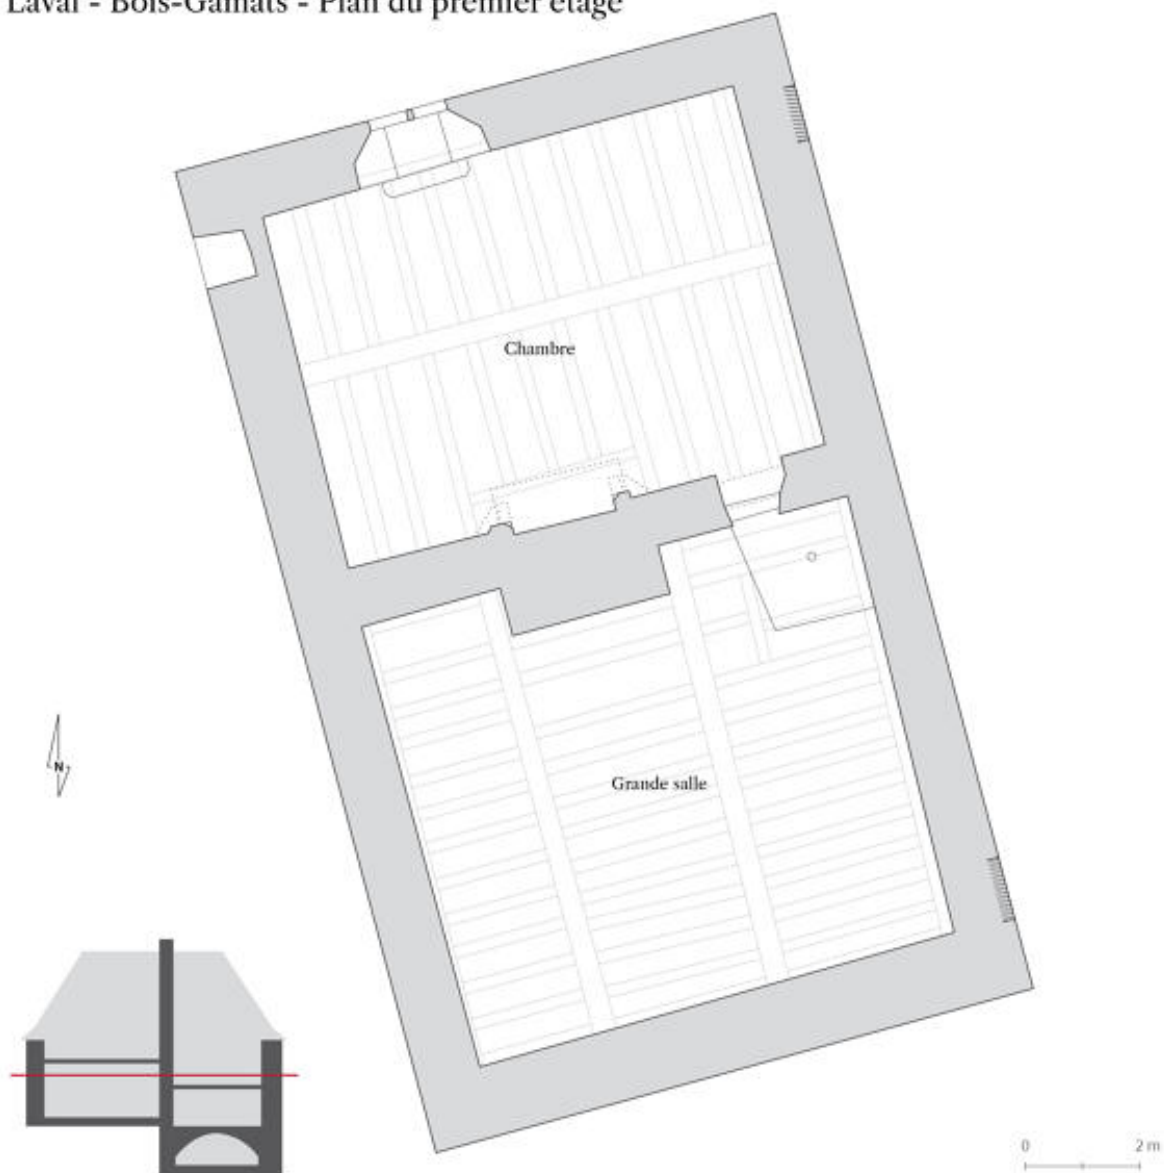 Laval - Bois-Gamats - Plan du premier étage
Chambre
Grande salle
N
0 2 m